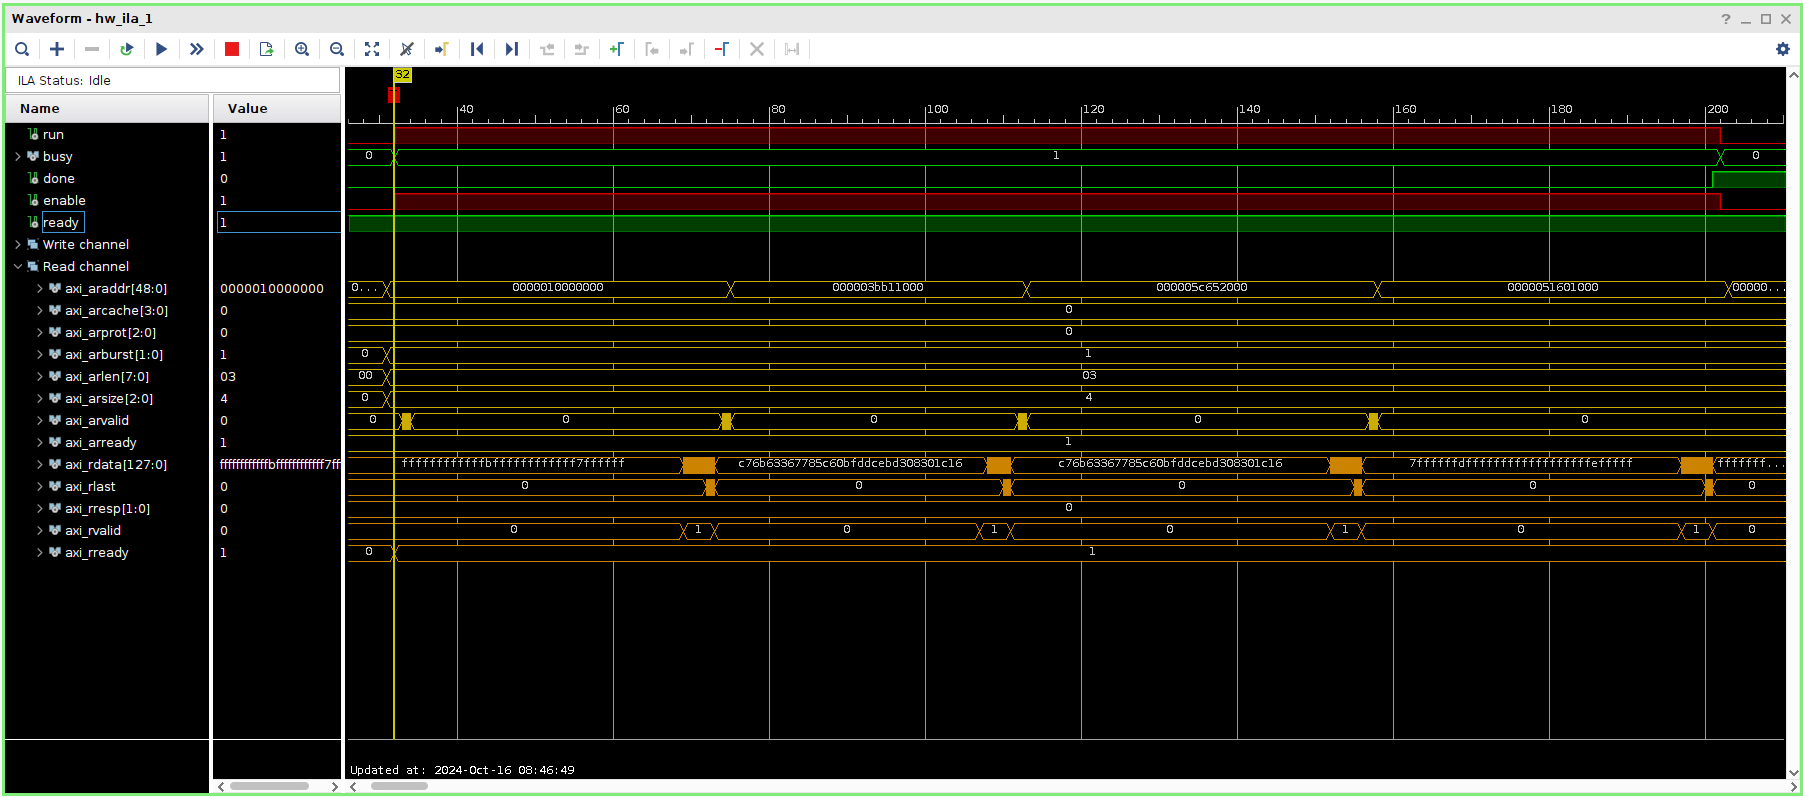 Waveform - hw_ila_1
ILA Status: Idle
Name Value
32
40 60 80 100 120 140 160 180 200
run 1
busy 1 0 1 0
done 0
enable 1
ready 1
Write channel
Read channel
axi_araddr[48:0] 0000010000000 0... 0000010000000 000003bb11000 000005c652000 0000051601000 00000...
axi_arcache[3:0] 0 0
axi_arprot[2:0] 0 0
axi_arburst[1:0] 1 0 1
axi_arlen[7:0] 03 00 03
axi_arsize[2:0] 4 0 4
axi_arvalid 0 0 0 0 0 0
axi_arready 1 1
axi_rdata[127:0] ffffffffffffbffffffffffff7ff ffffffffffffbffffffffffff7ffffff c76b63367785c60bfddcebd308301c16 c76b63367785c60bfddcebd308301c16 7ffffffdffffffffffffffffffefffff fffffff...
axi_rlast 0 0 0 0 0 0
axi_rresp[1:0] 0 0
axi_rvalid 0 0 1 0 1 0 1 0 1 0
axi_rready 1 0 1
Updated at: 2024-Oct-16 08:46:49